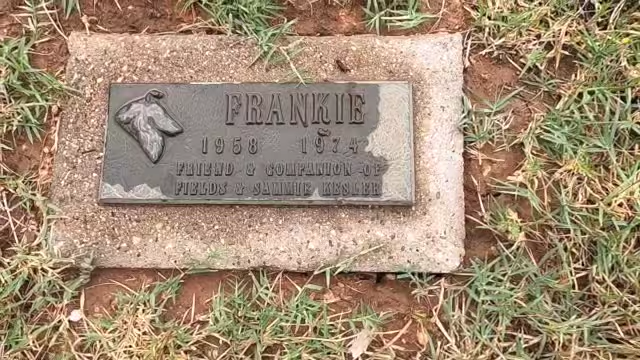 FRANKIE
1958 1974
FRIEND & COMPANION OF
FIELDS & SAMMIE KESLER